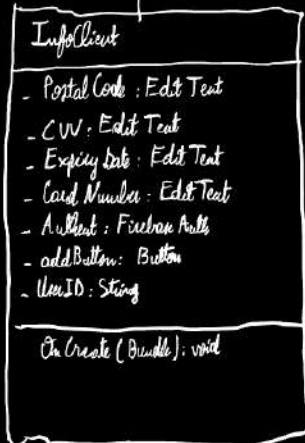 InfoClient
- Postal Code : Edit Text
- CVV : Edit Text
- Expiry Date : Edit Text
- Card Number : Edit Text
- Authent : Firebase Auth
- addButton : Button
- UserID : String
On Create (Bundle) : void